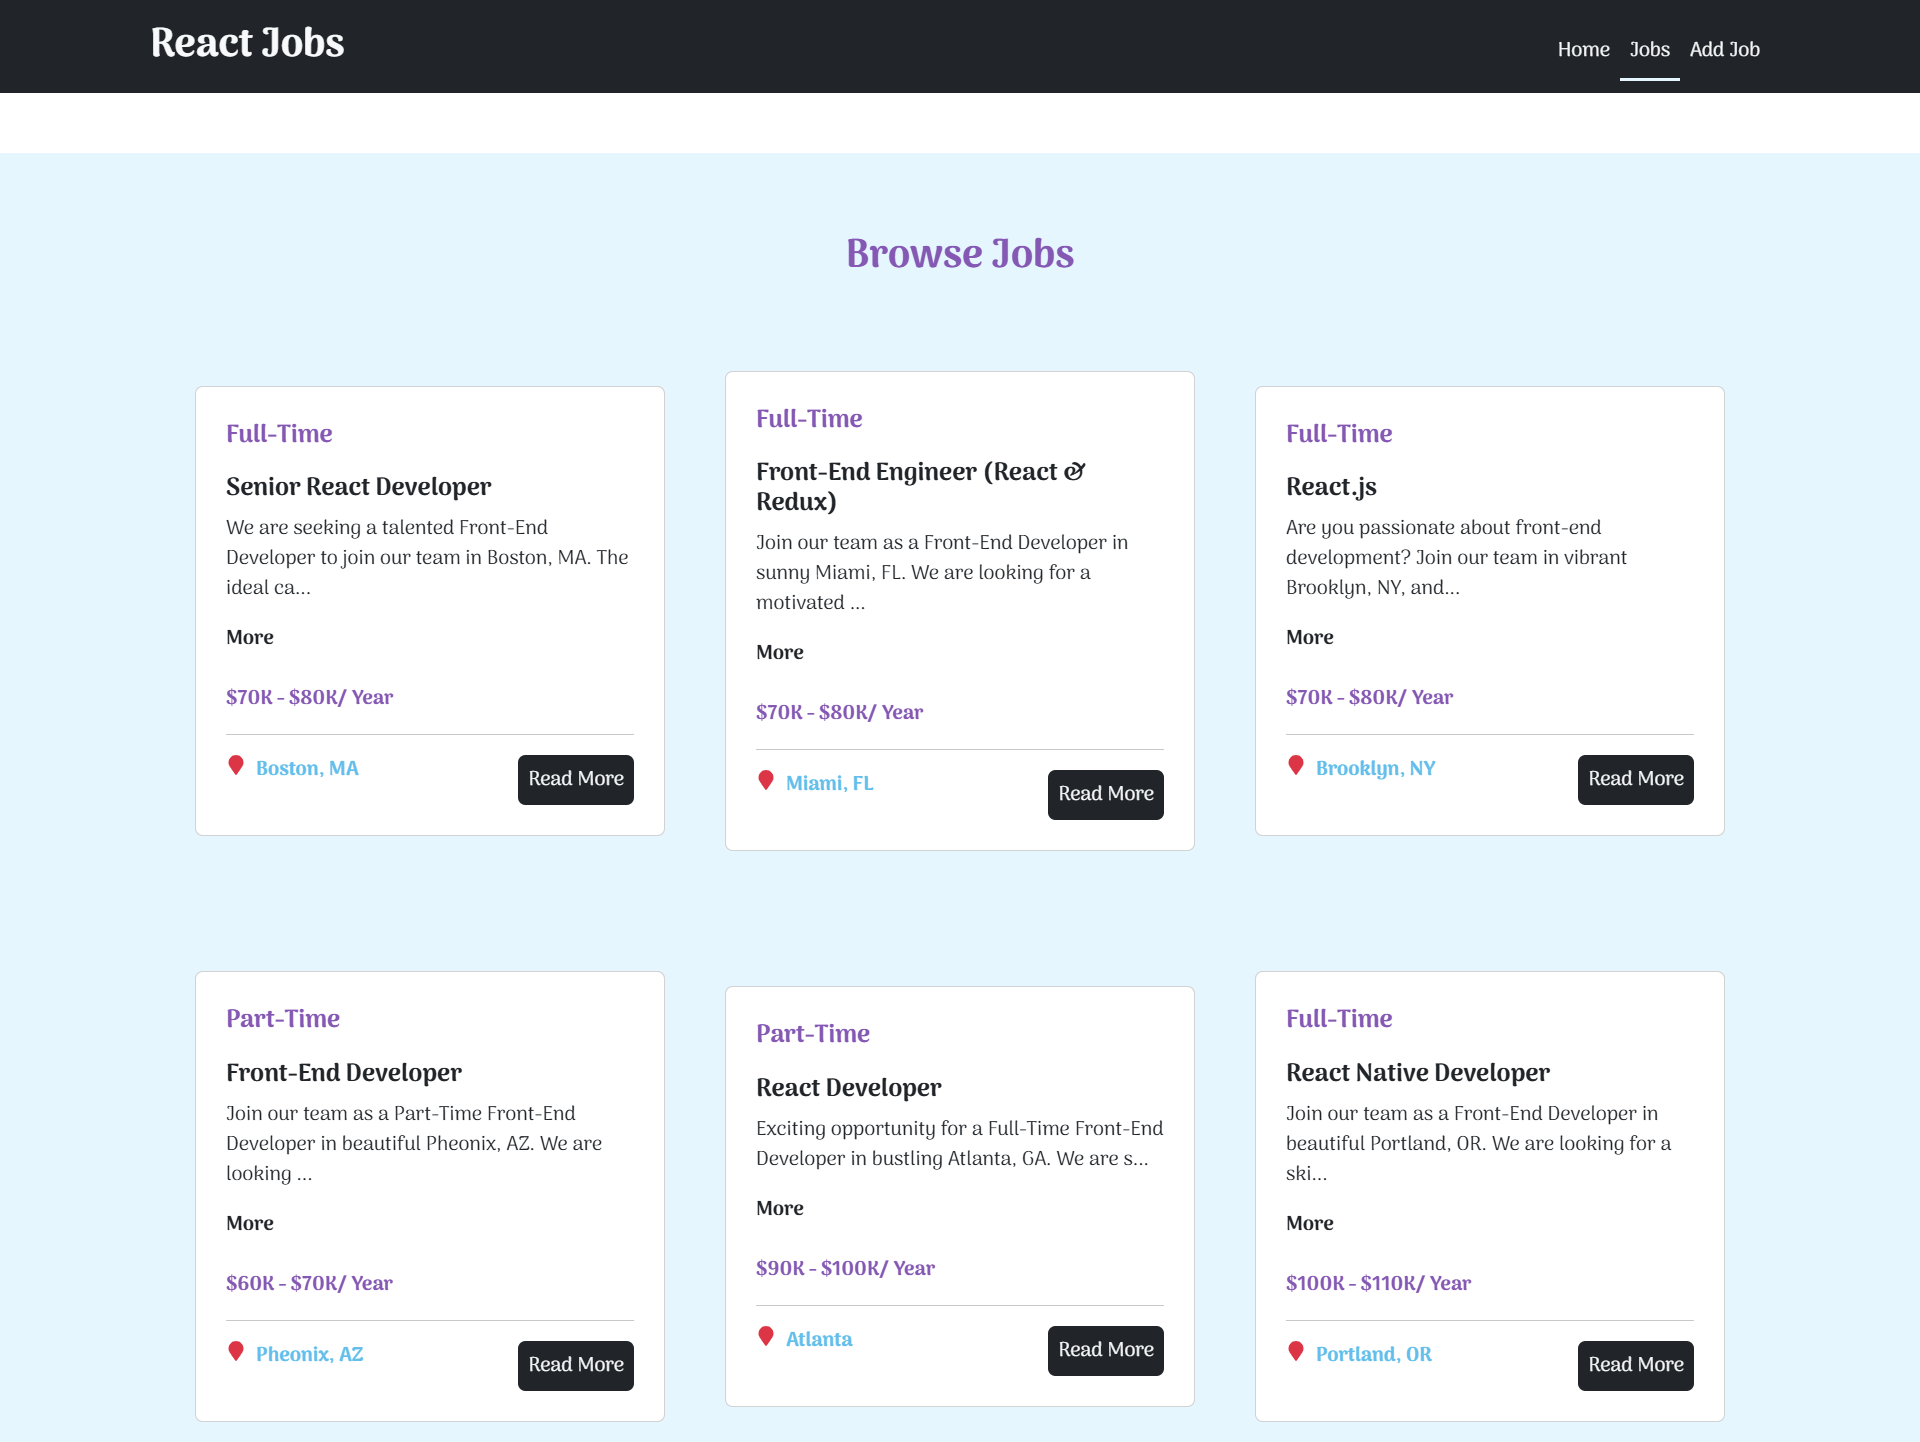 React Jobs
Home Jobs Add Job
Browse Jobs
Full-Time
Senior React Developer
We are seeking a talented Front-End
Developer to join our team in Boston, MA. The
ideal ca...
More
$70K - $80K/ Year
Boston, MA
Read More
Full-Time
Front-End Engineer (React &
Redux)
Join our team as a Front-End Developer in
sunny Miami, FL. We are looking for a
motivated ...
More
$70K - $80K/ Year
Miami, FL
Read More
Full-Time
React.js
Are you passionate about front-end
development? Join our team in vibrant
Brooklyn, NY, and...
More
$70K - $80K/ Year
Brooklyn, NY
Read More
Part-Time
Front-End Developer
Join our team as a Part-Time Front-End
Developer in beautiful Pheonix, AZ. We are
looking ...
More
$60K - $70K/ Year
Pheonix, AZ
Read More
Part-Time
React Developer
Exciting opportunity for a Full-Time Front-End
Developer in bustling Atlanta, GA. We are s...
More
$90K - $100K/ Year
Atlanta
Read More
Full-Time
React Native Developer
Join our team as a Front-End Developer in
beautiful Portland, OR. We are looking for a
ski...
More
$100K - $110K/ Year
Portland, OR
Read More